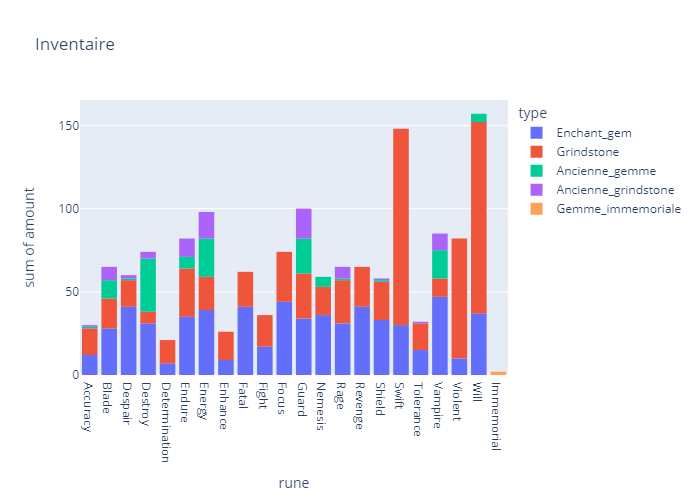 Inventaire
type
Enchant_gem
Grindstone
Ancienne_gemme
Ancienne_grindstone
Gemme_immemoriale
sum of amount
150
100
50
0
Accuracy
Blade
Despair
Destroy
Determination
Endure
Energy
Enhance
Fatal
Fight
Focus
Guard
Nemesis
Rage
Revenge
Shield
Swift
Tolerance
Vampire
Violent
Will
Immemorial
rune